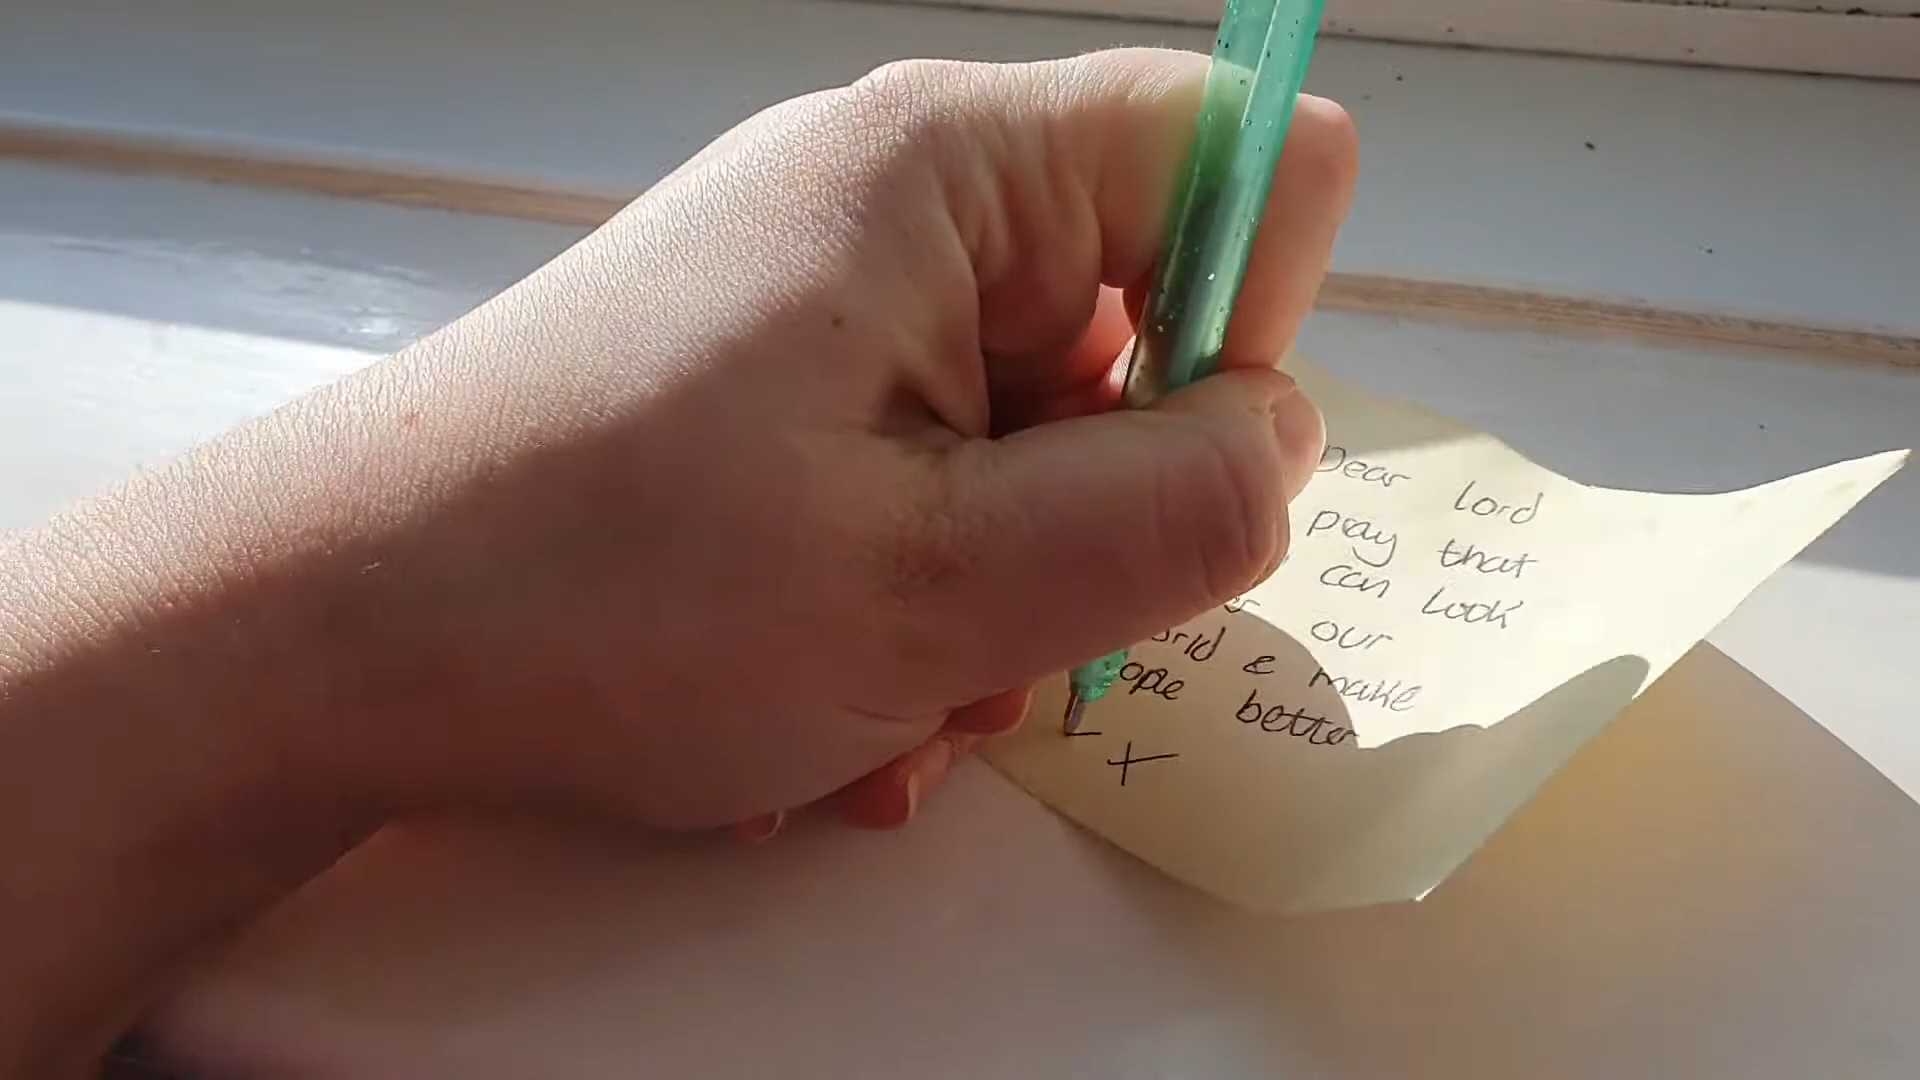 Dear Lord
pray that
can look
our
& make
better
+